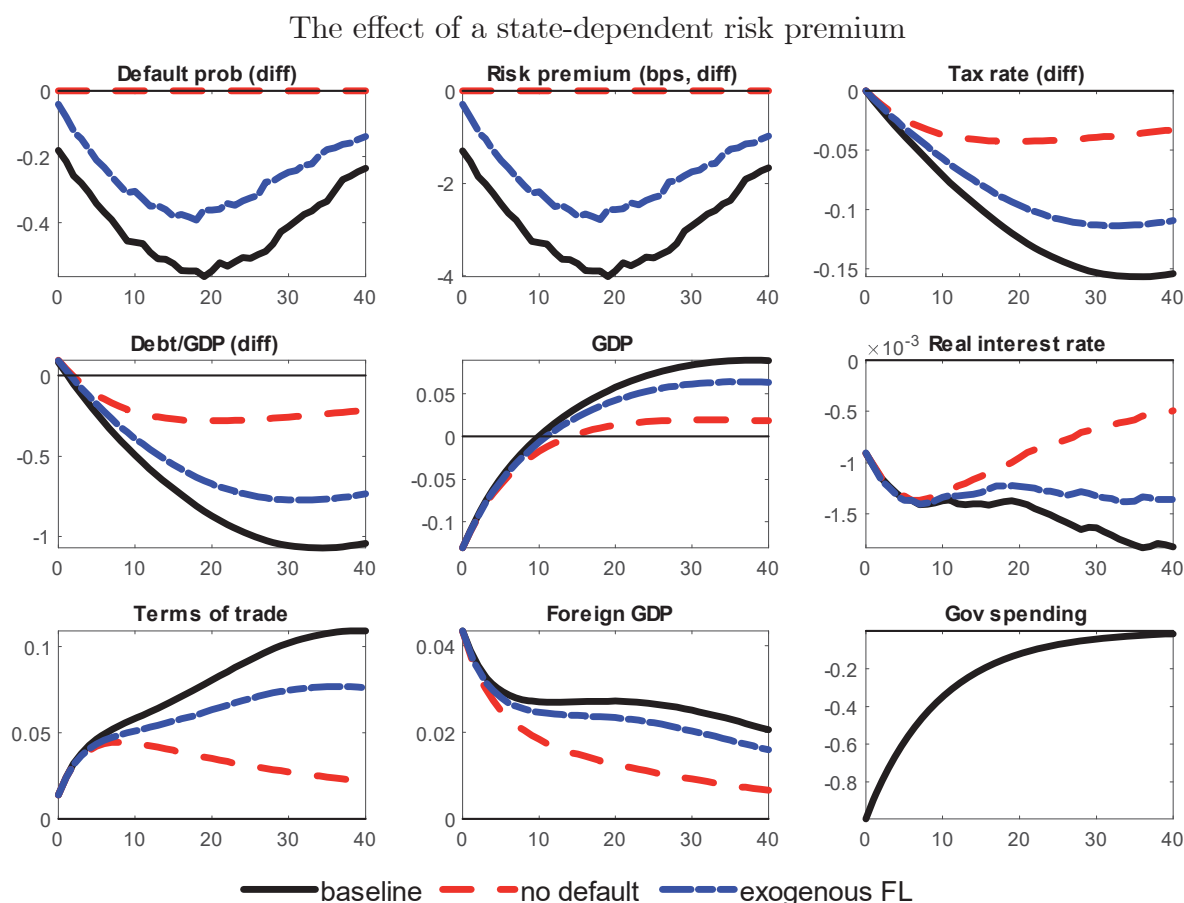 The effect of a state-dependent risk premium
Default prob (diff)
Risk premium (bps, diff)
Tax rate (diff)
0
-0.2
-0.4
0 10 20 30 40
0
-2
-4
0 10 20 30 40
0
-0.05
-0.1
-0.15
0 10 20 30 40
Debt/GDP (diff)
GDP
Real interest rate
0
-0.5
-1
0 10 20 30 40
0.05
0
-0.05
-0.1
0 10 20 30 40
×10⁻³
0
-0.5
-1
-1.5
0 10 20 30 40
Terms of trade
Foreign GDP
Gov spending
0.1
0.05
0
0 10 20 30 40
0.04
0.02
0
0 10 20 30 40
-0.2
-0.4
-0.6
-0.8
0 10 20 30 40
baseline no default exogenous FL